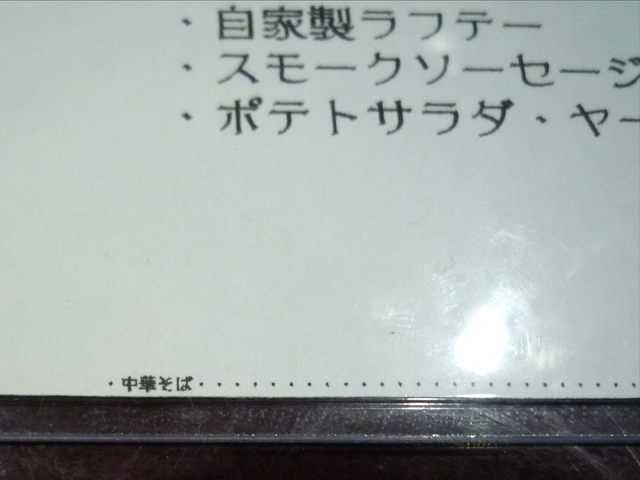 ・自家製ラフテー
・スモークソーセージ
・ポテトサラダ・ヤー
・中華そば・・・・・・・・・・・・・・・・・・・・・・・・